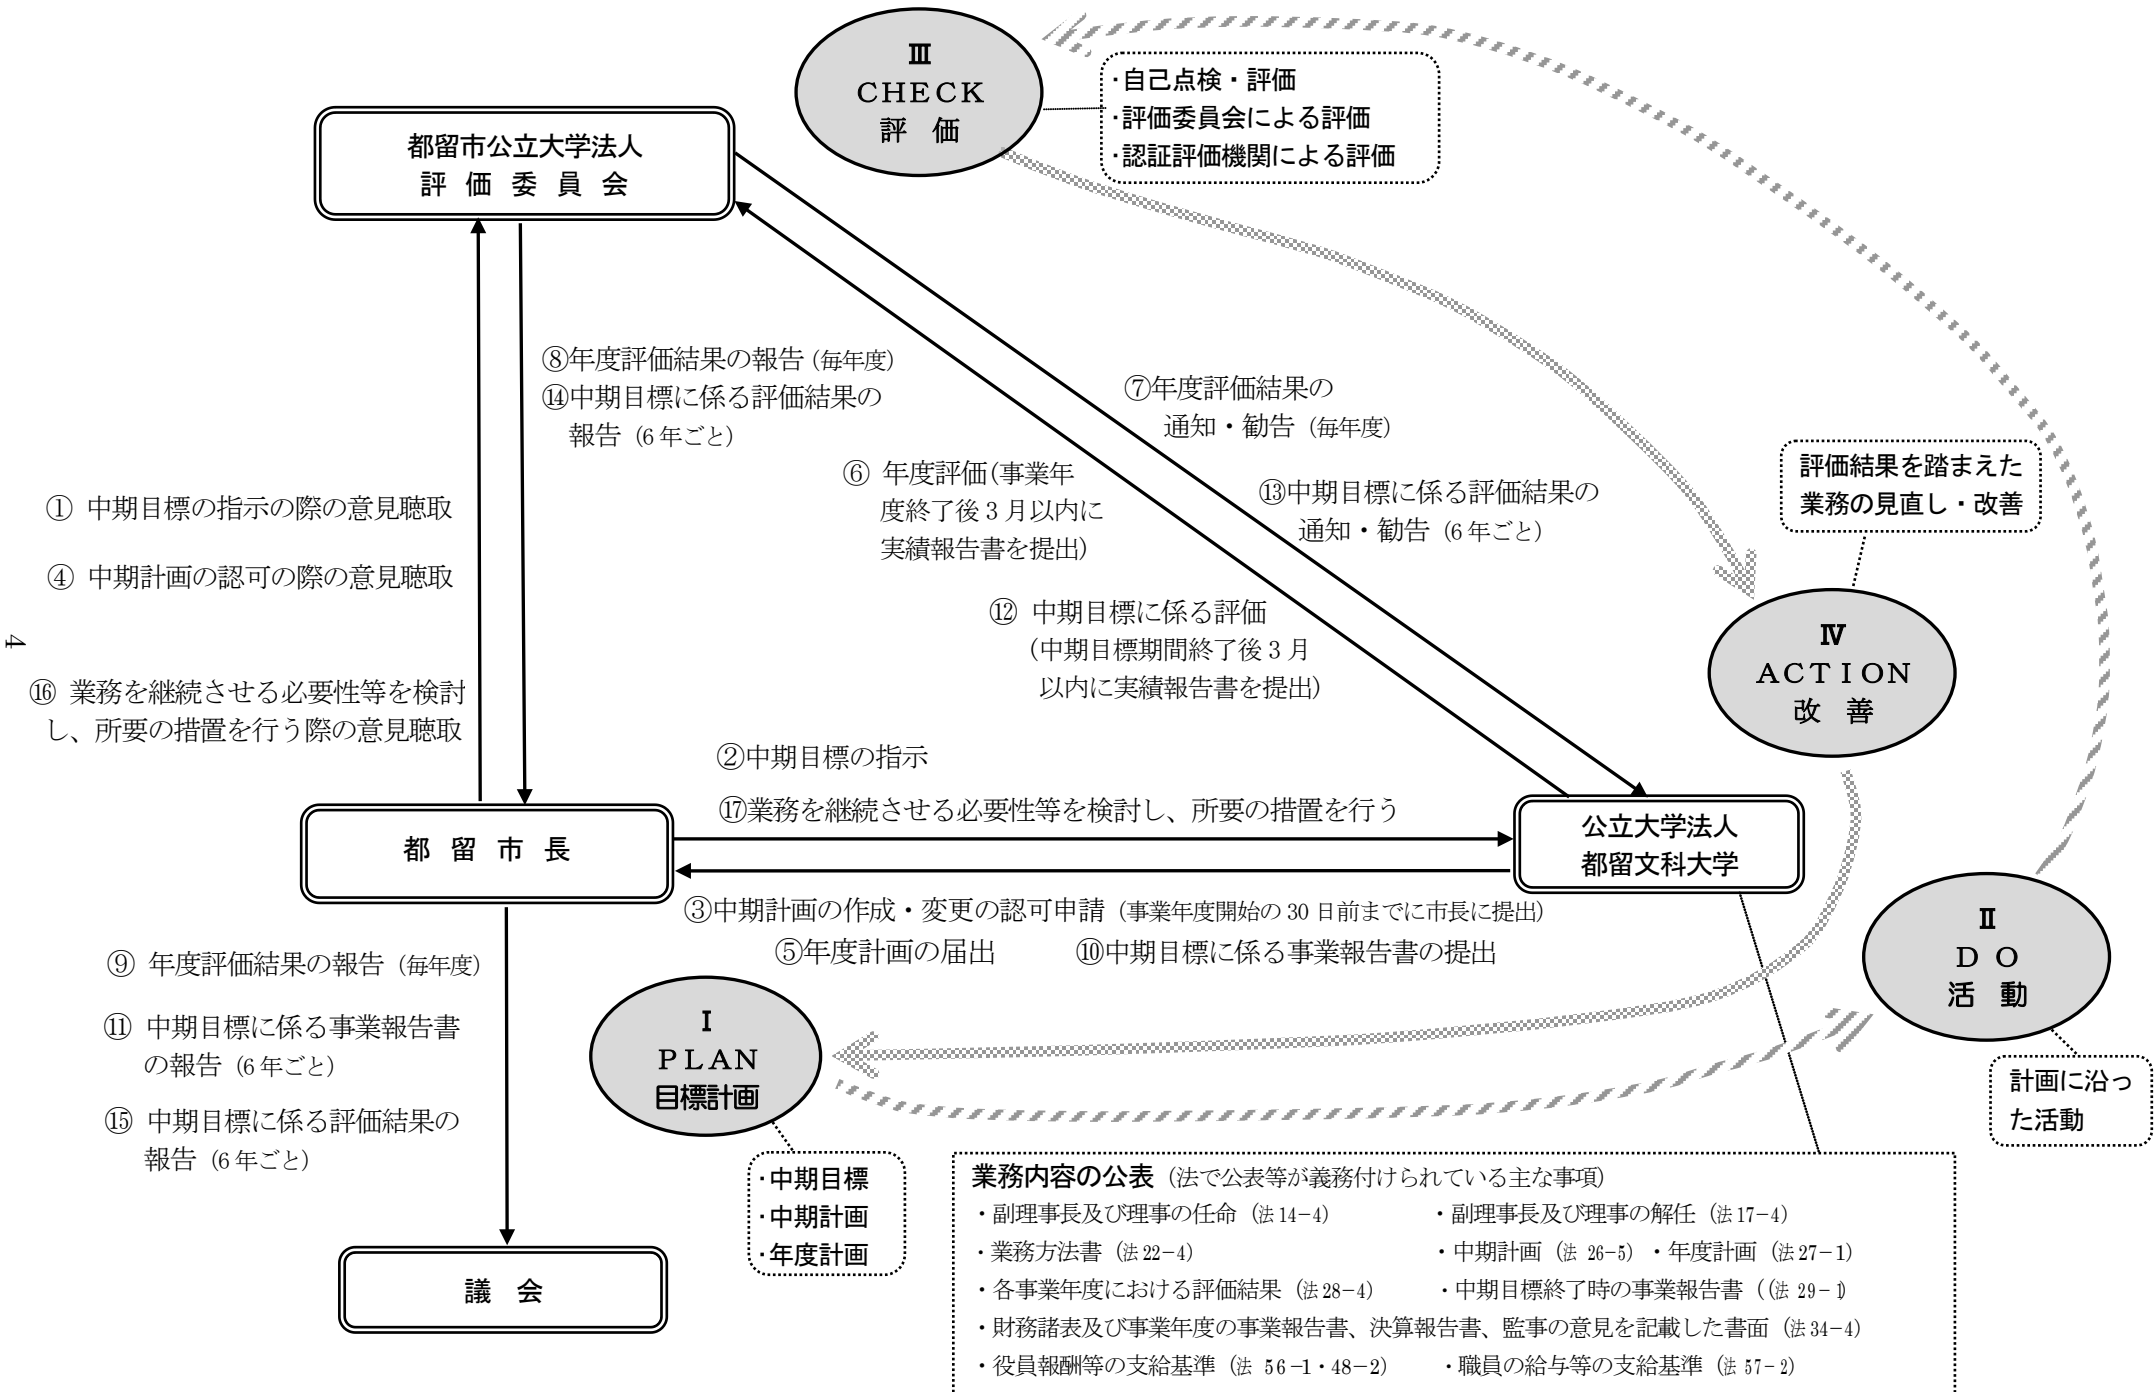 Ⅲ
CHECK
評 価
・自己点検・評価
・評価委員会による評価
・認証評価機関による評価
都留市公立大学法人
評 価 委 員 会
⑧年度評価結果の報告（毎年度）
⑭中期目標に係る評価結果の
報告（6年ごと）
⑦年度評価結果の
通知・勧告（毎年度）
⑥ 年度評価(事業年
度終了後3月以内に
実績報告書を提出)
⑬中期目標に係る評価結果の
通知・勧告（6年ごと）
評価結果を踏まえた
業務の見直し・改善
① 中期目標の指示の際の意見聴取
④ 中期計画の認可の際の意見聴取
⑫ 中期目標に係る評価
(中期目標期間終了後3月
以内に実績報告書を提出)
Ⅳ
ACTION
改 善
4
⑯ 業務を継続させる必要性等を検討
し、所要の措置を行う際の意見聴取
②中期目標の指示
⑰業務を継続させる必要性等を検討し、所要の措置を行う
都 留 市 長
公立大学法人
都留文科大学
③中期計画の作成・変更の認可申請（事業年度開始の30日前までに市長に提出）
⑤年度計画の届出 ⑩中期目標に係る事業報告書の提出
Ⅱ
DO
活 動
計画に沿っ
た活動
⑨ 年度評価結果の報告（毎年度）
⑪ 中期目標に係る事業報告書
の報告（6年ごと）
⑮ 中期目標に係る評価結果の
報告（6年ごと）
Ⅰ
PLAN
目標計画
・中期目標
・中期計画
・年度計画
議 会
業務内容の公表（法で公表等が義務付けられている主な事項）
・副理事長及び理事の任命（法14-4） ・副理事長及び理事の解任（法17-4）
・業務方法書（法22-4） ・中期計画（法 26-5）・年度計画（法27-1）
・各事業年度における評価結果（法28-4） ・中期目標終了時の事業報告書（(法 29-1)
・財務諸表及び事業年度の事業報告書、決算報告書、監事の意見を記載した書面（法34-4）
・役員報酬等の支給基準（法 56-1・48-2） ・職員の給与等の支給基準（法 57-2）